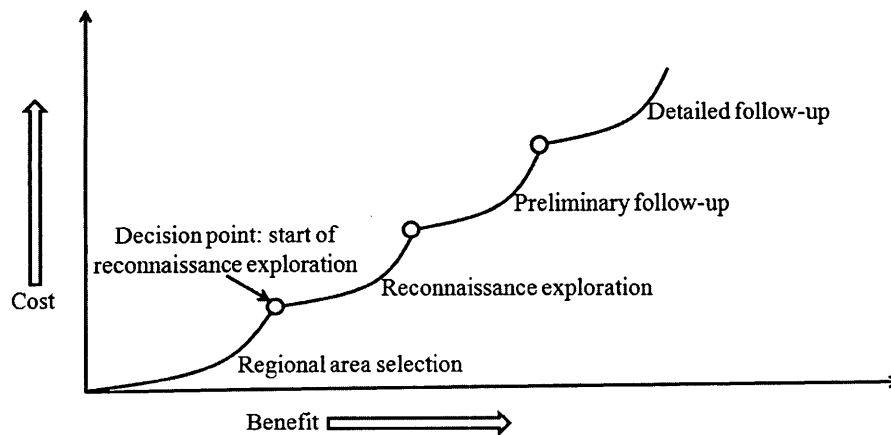 Detailed follow-up
Preliminary follow-up
Decision point: start of
reconnaissance exploration
Reconnaissance exploration
Cost
Regional area selection
Benefit